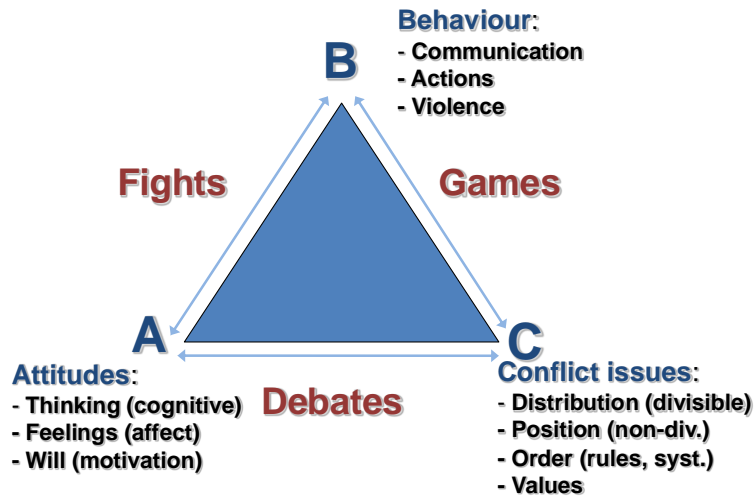 Behaviour:
- Communication
- Actions
- Violence
B
Fights
Games
A
C
Attitudes:
- Thinking (cognitive)
- Feelings (affect)
- Will (motivation)
Debates
Conflict issues:
- Distribution (divisible)
- Position (non-div.)
- Order (rules, syst.)
- Values